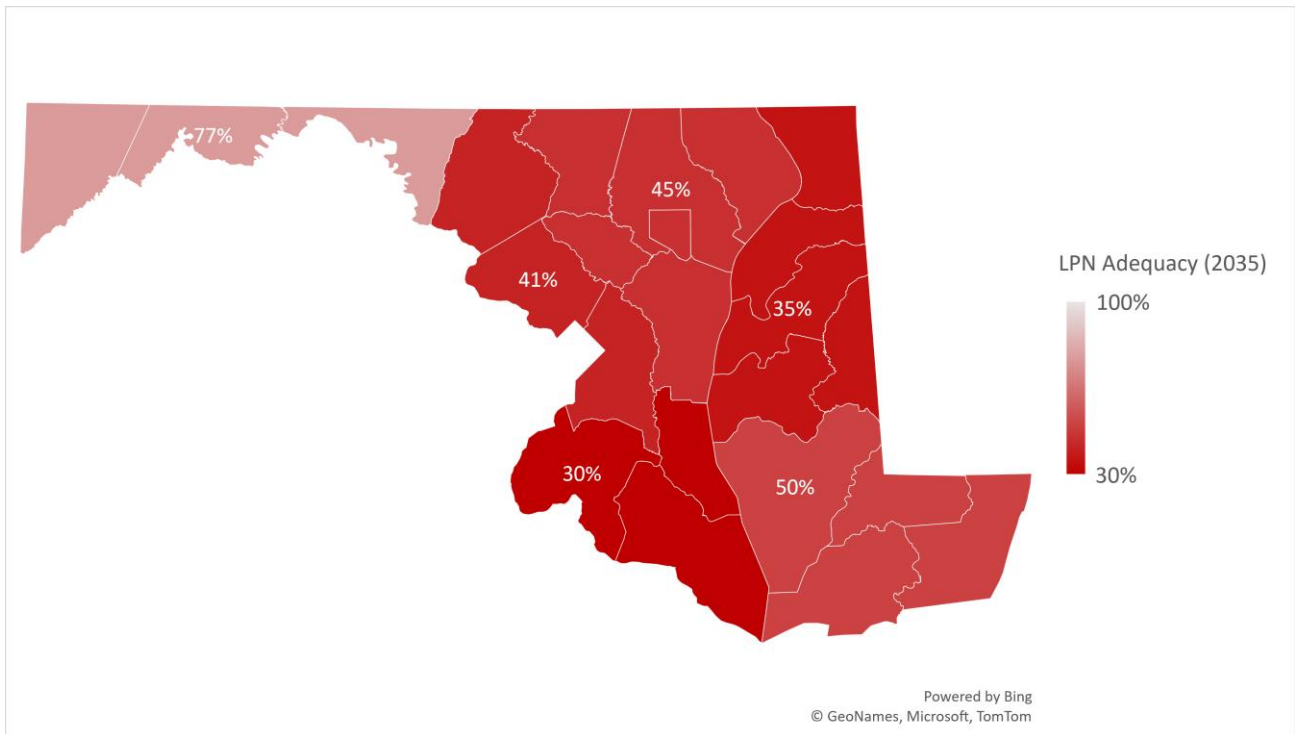 77%
45%
41%
35%
30%
50%
LPN Adequacy (2035)
100%
30%
Powered by Bing
© GeoNames, Microsoft, TomTom